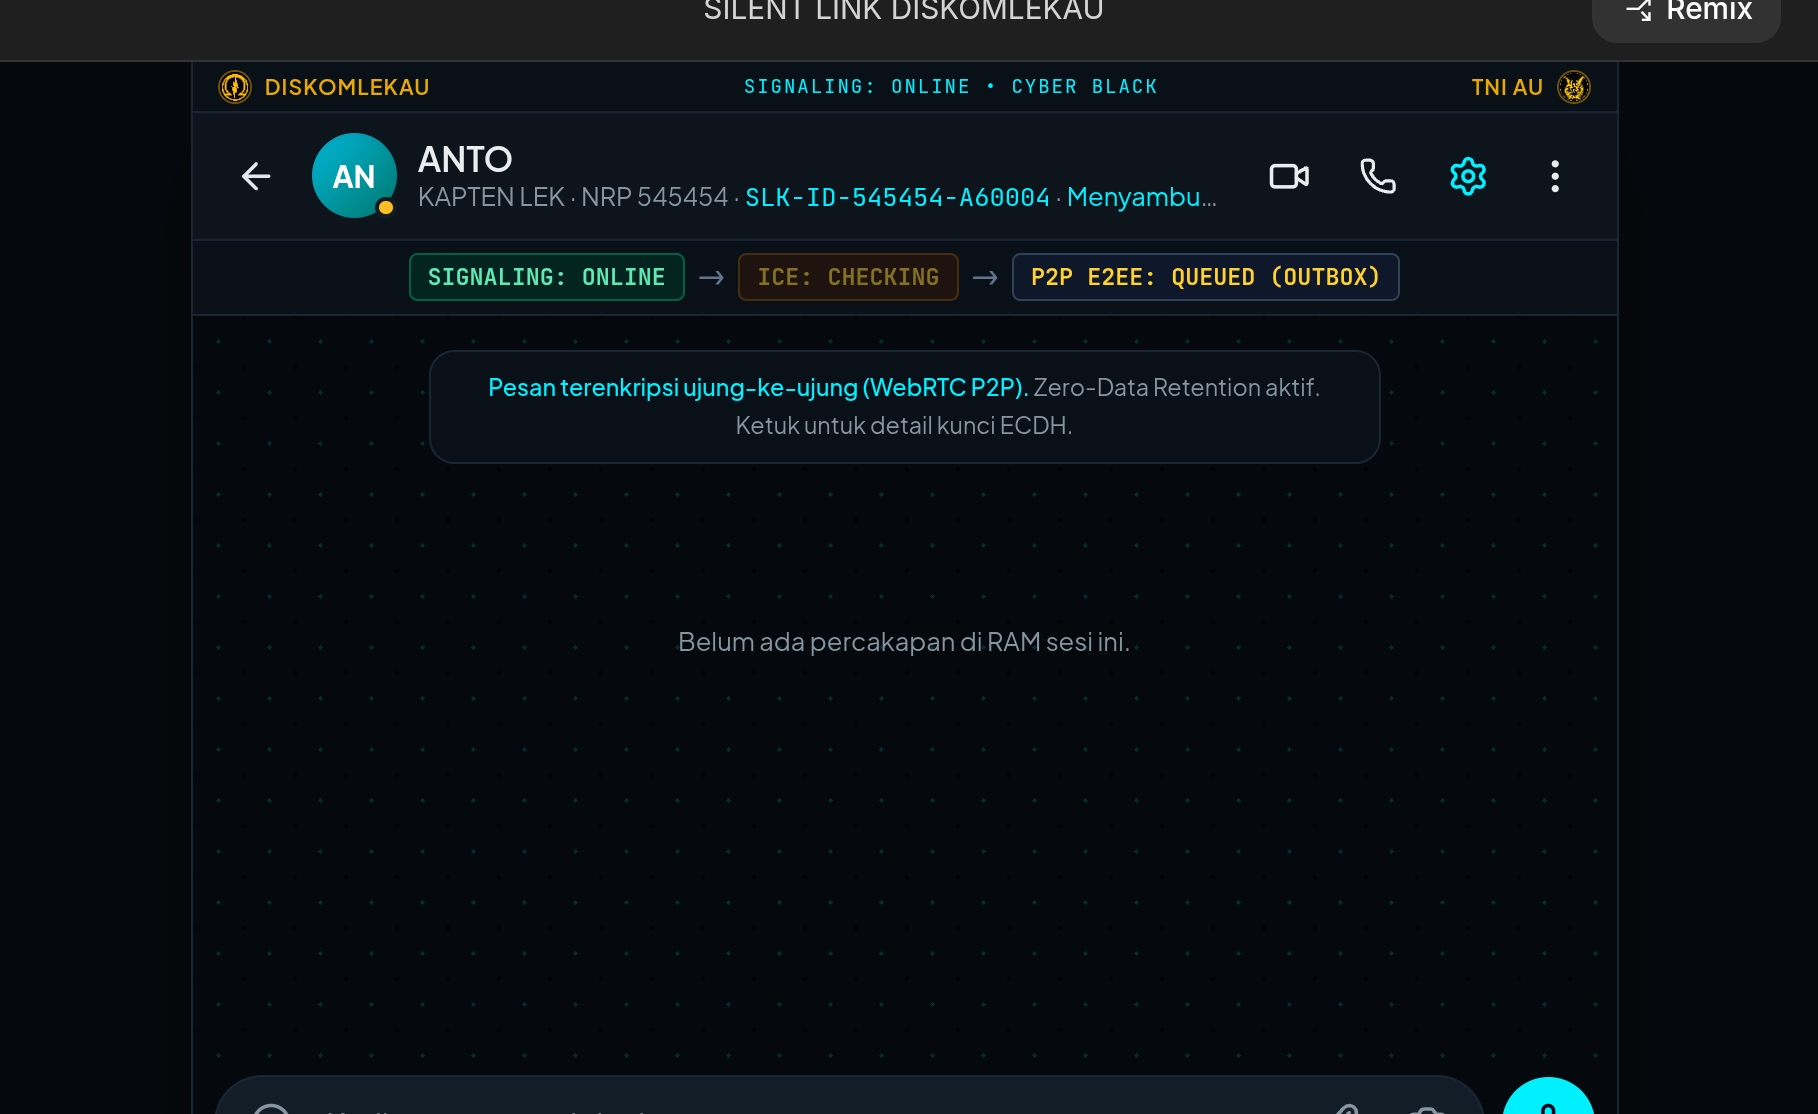 SILENT LINK DISKOMLEKAU
Remix
DISKOMLEKAU
SIGNALING: ONLINE • CYBER BLACK
TNI AU
AN
ANTO
KAPTEN LEK · NRP 545454 · SLK-ID-545454-A60004 · Menyambu...
SIGNALING: ONLINE → ICE: CHECKING → P2P E2EE: QUEUED (OUTBOX)
Pesan terenkripsi ujung-ke-ujung (WebRTC P2P). Zero-Data Retention aktif.
Ketuk untuk detail kunci ECDH.
Belum ada percakapan di RAM sesi ini.